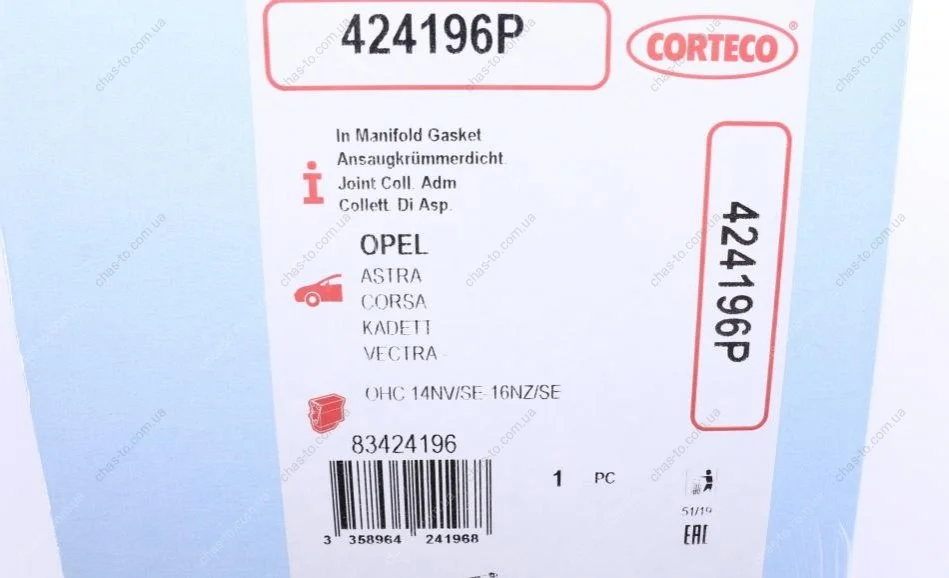 424196P
CORTECO®
In Manifold Gasket
Ansaugkrümmerdicht.
Joint Coll. Adm
Collett. Di Asp.
OPEL
ASTRA
CORSA
KADETT
VECTRA
OHC 14NV/SE-16NZ/SE
83424196
3 358964 241968
1 PC
51/19
EAC
424196P
chas-to.com.ua